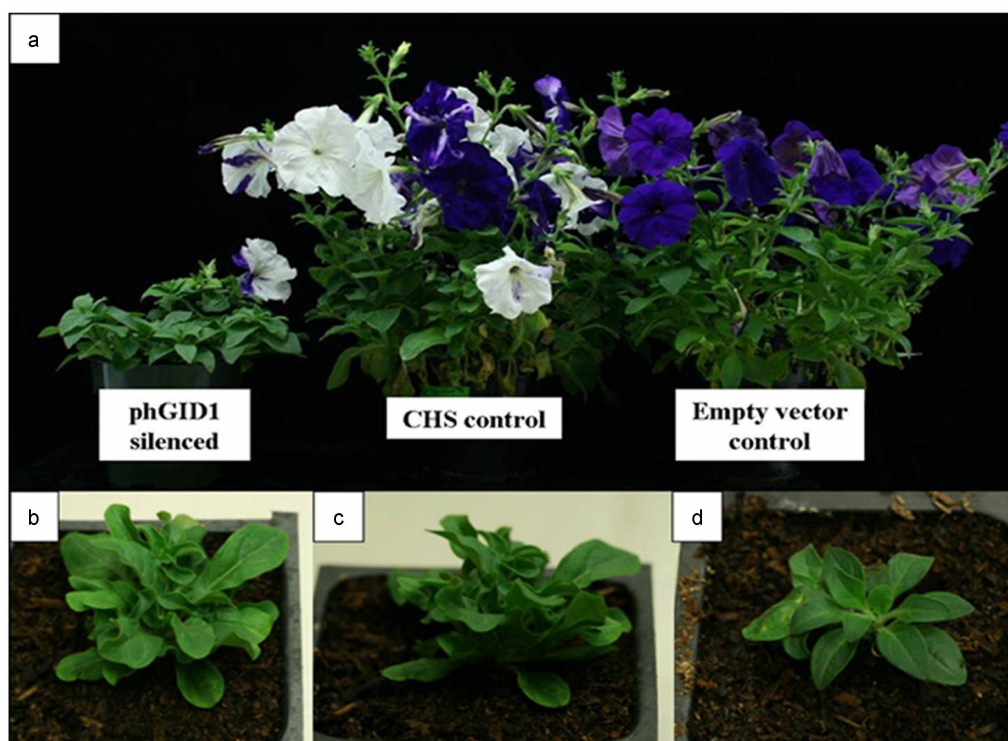 a
phGID1
silenced
CHS control
Empty vector
control
b
c
d